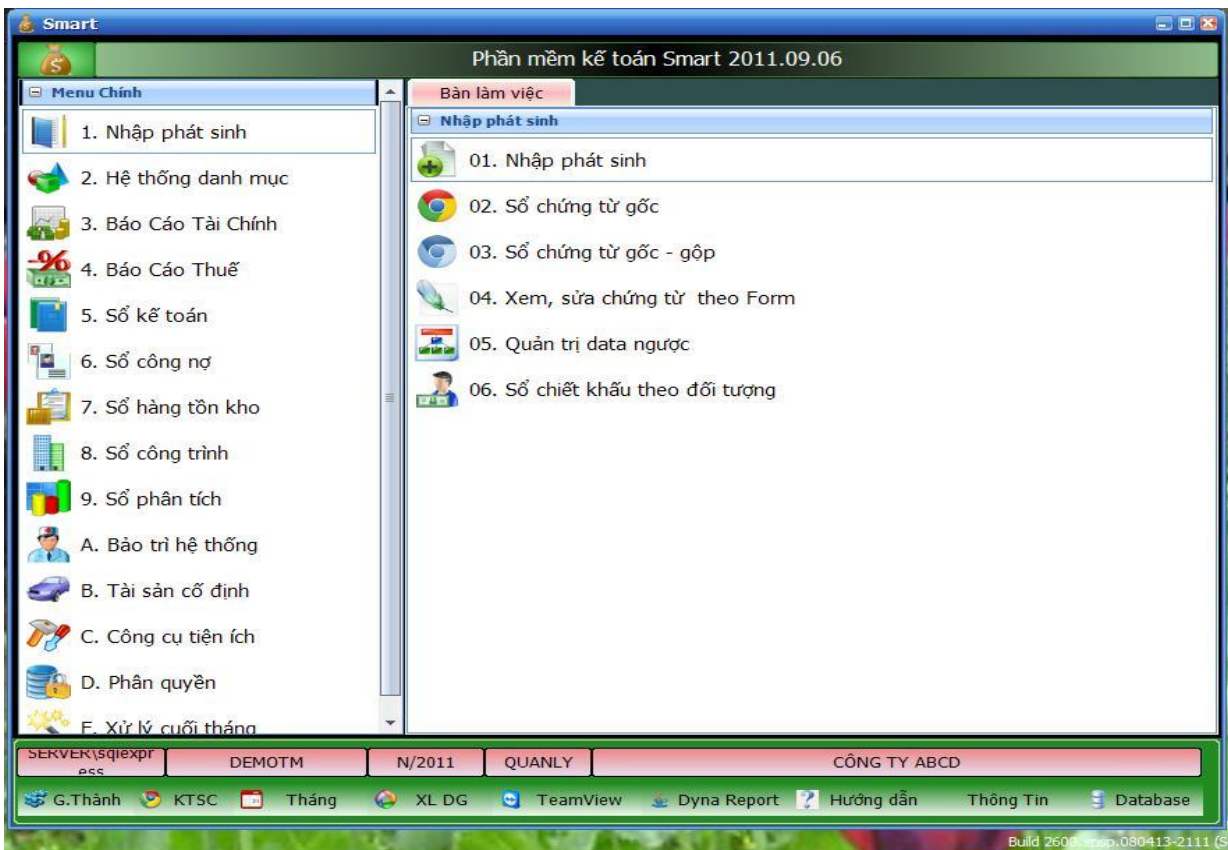 Smart
Phần mềm kế toán Smart 2011.09.06
Menu Chính
1. Nhập phát sinh
2. Hệ thống danh mục
3. Báo Cáo Tài Chính
4. Báo Cáo Thuế
5. Sổ kế toán
6. Sổ công nợ
7. Sổ hàng tồn kho
8. Sổ công trình
9. Sổ phân tích
A. Bảo trì hệ thống
B. Tài sản cố định
C. Công cụ tiện ích
D. Phân quyền
E. Xử lý cuối tháng
Bàn làm việc
Nhập phát sinh
01. Nhập phát sinh
02. Sổ chứng từ gốc
03. Sổ chứng từ gốc - gộp
04. Xem, sửa chứng từ theo Form
05. Quản trị data ngược
06. Sổ chiết khấu theo đối tượng
SERVER\sqlexpr
ess
DEMOTM
N/2011
QUANLY
CÔNG TY ABCD
G.Thành
KTSC
Tháng
XL DG
TeamView
Dyna Report
Hướng dẫn
Thông Tin
Database
Build 2600
.080413-2111 (S